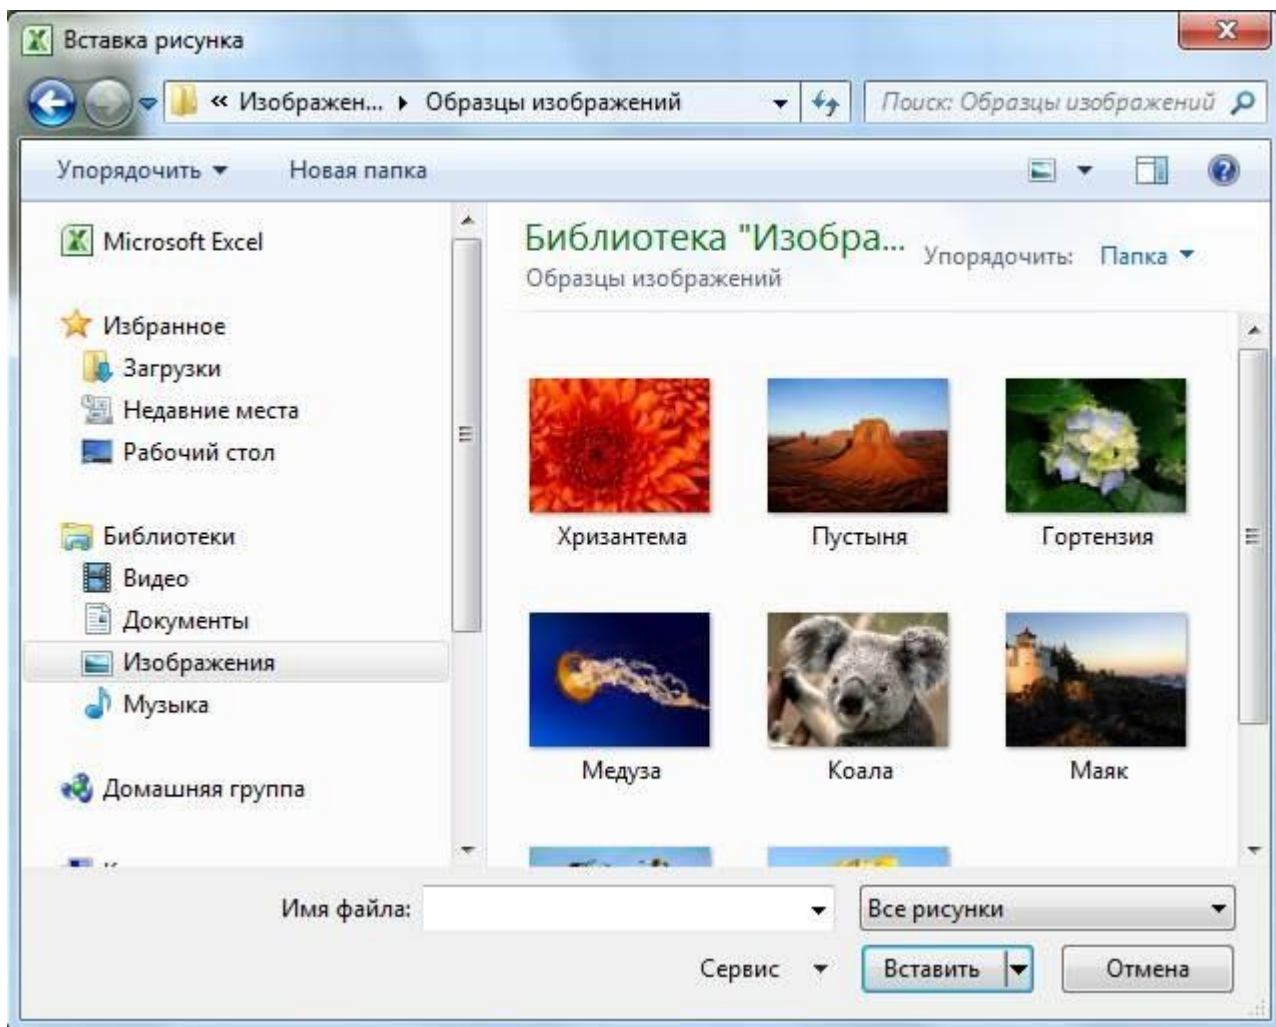 Вставка рисунка
« Изображен... Образцы изображений
Поиск: Образцы изображений
Упорядочить Новая папка
Microsoft Excel
Избранное
Загрузки
Недавние места
Рабочий стол
Библиотеки
Видео
Документы
Изображения
Музыка
Домашняя группа
Библиотека "Изобра...
Образцы изображений
Упорядочить: Папка
Хризантема Пустыня Гортензия
Медуза Коала Маяк
Имя файла:
Все рисунки
Сервис Вставить Отмена